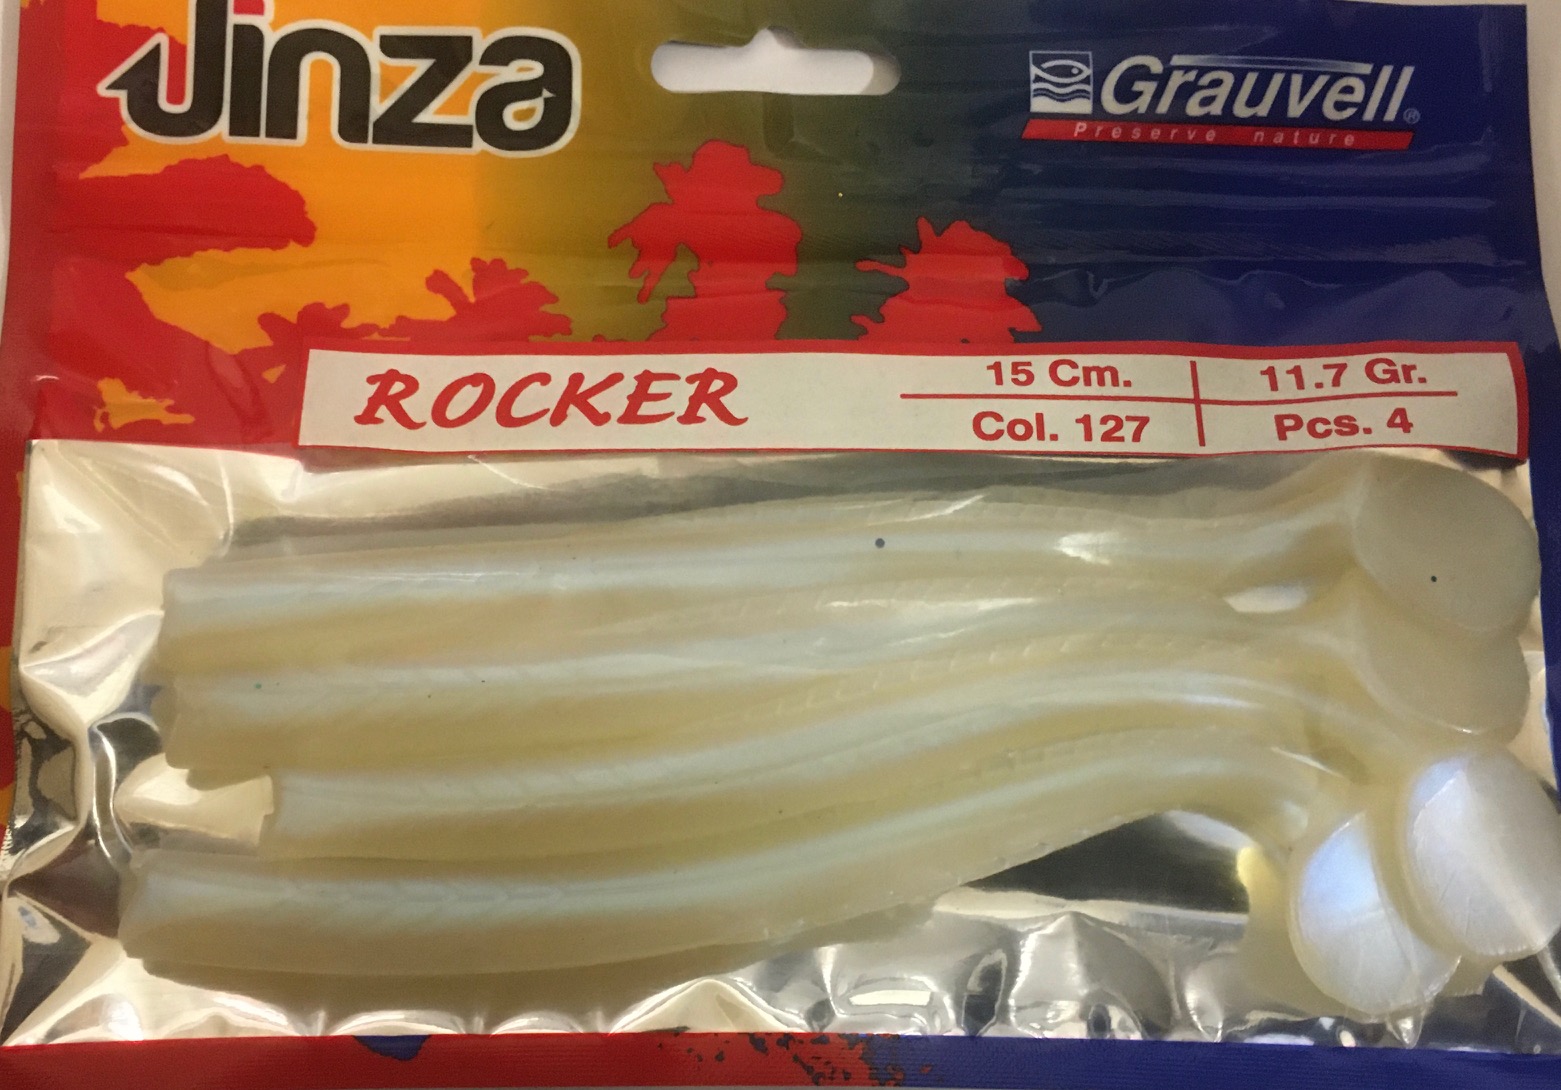 Jinza
Grauvell®
Preserve nature
ROCKER
15 Cm.
11.7 Gr.
Col. 127
Pcs. 4